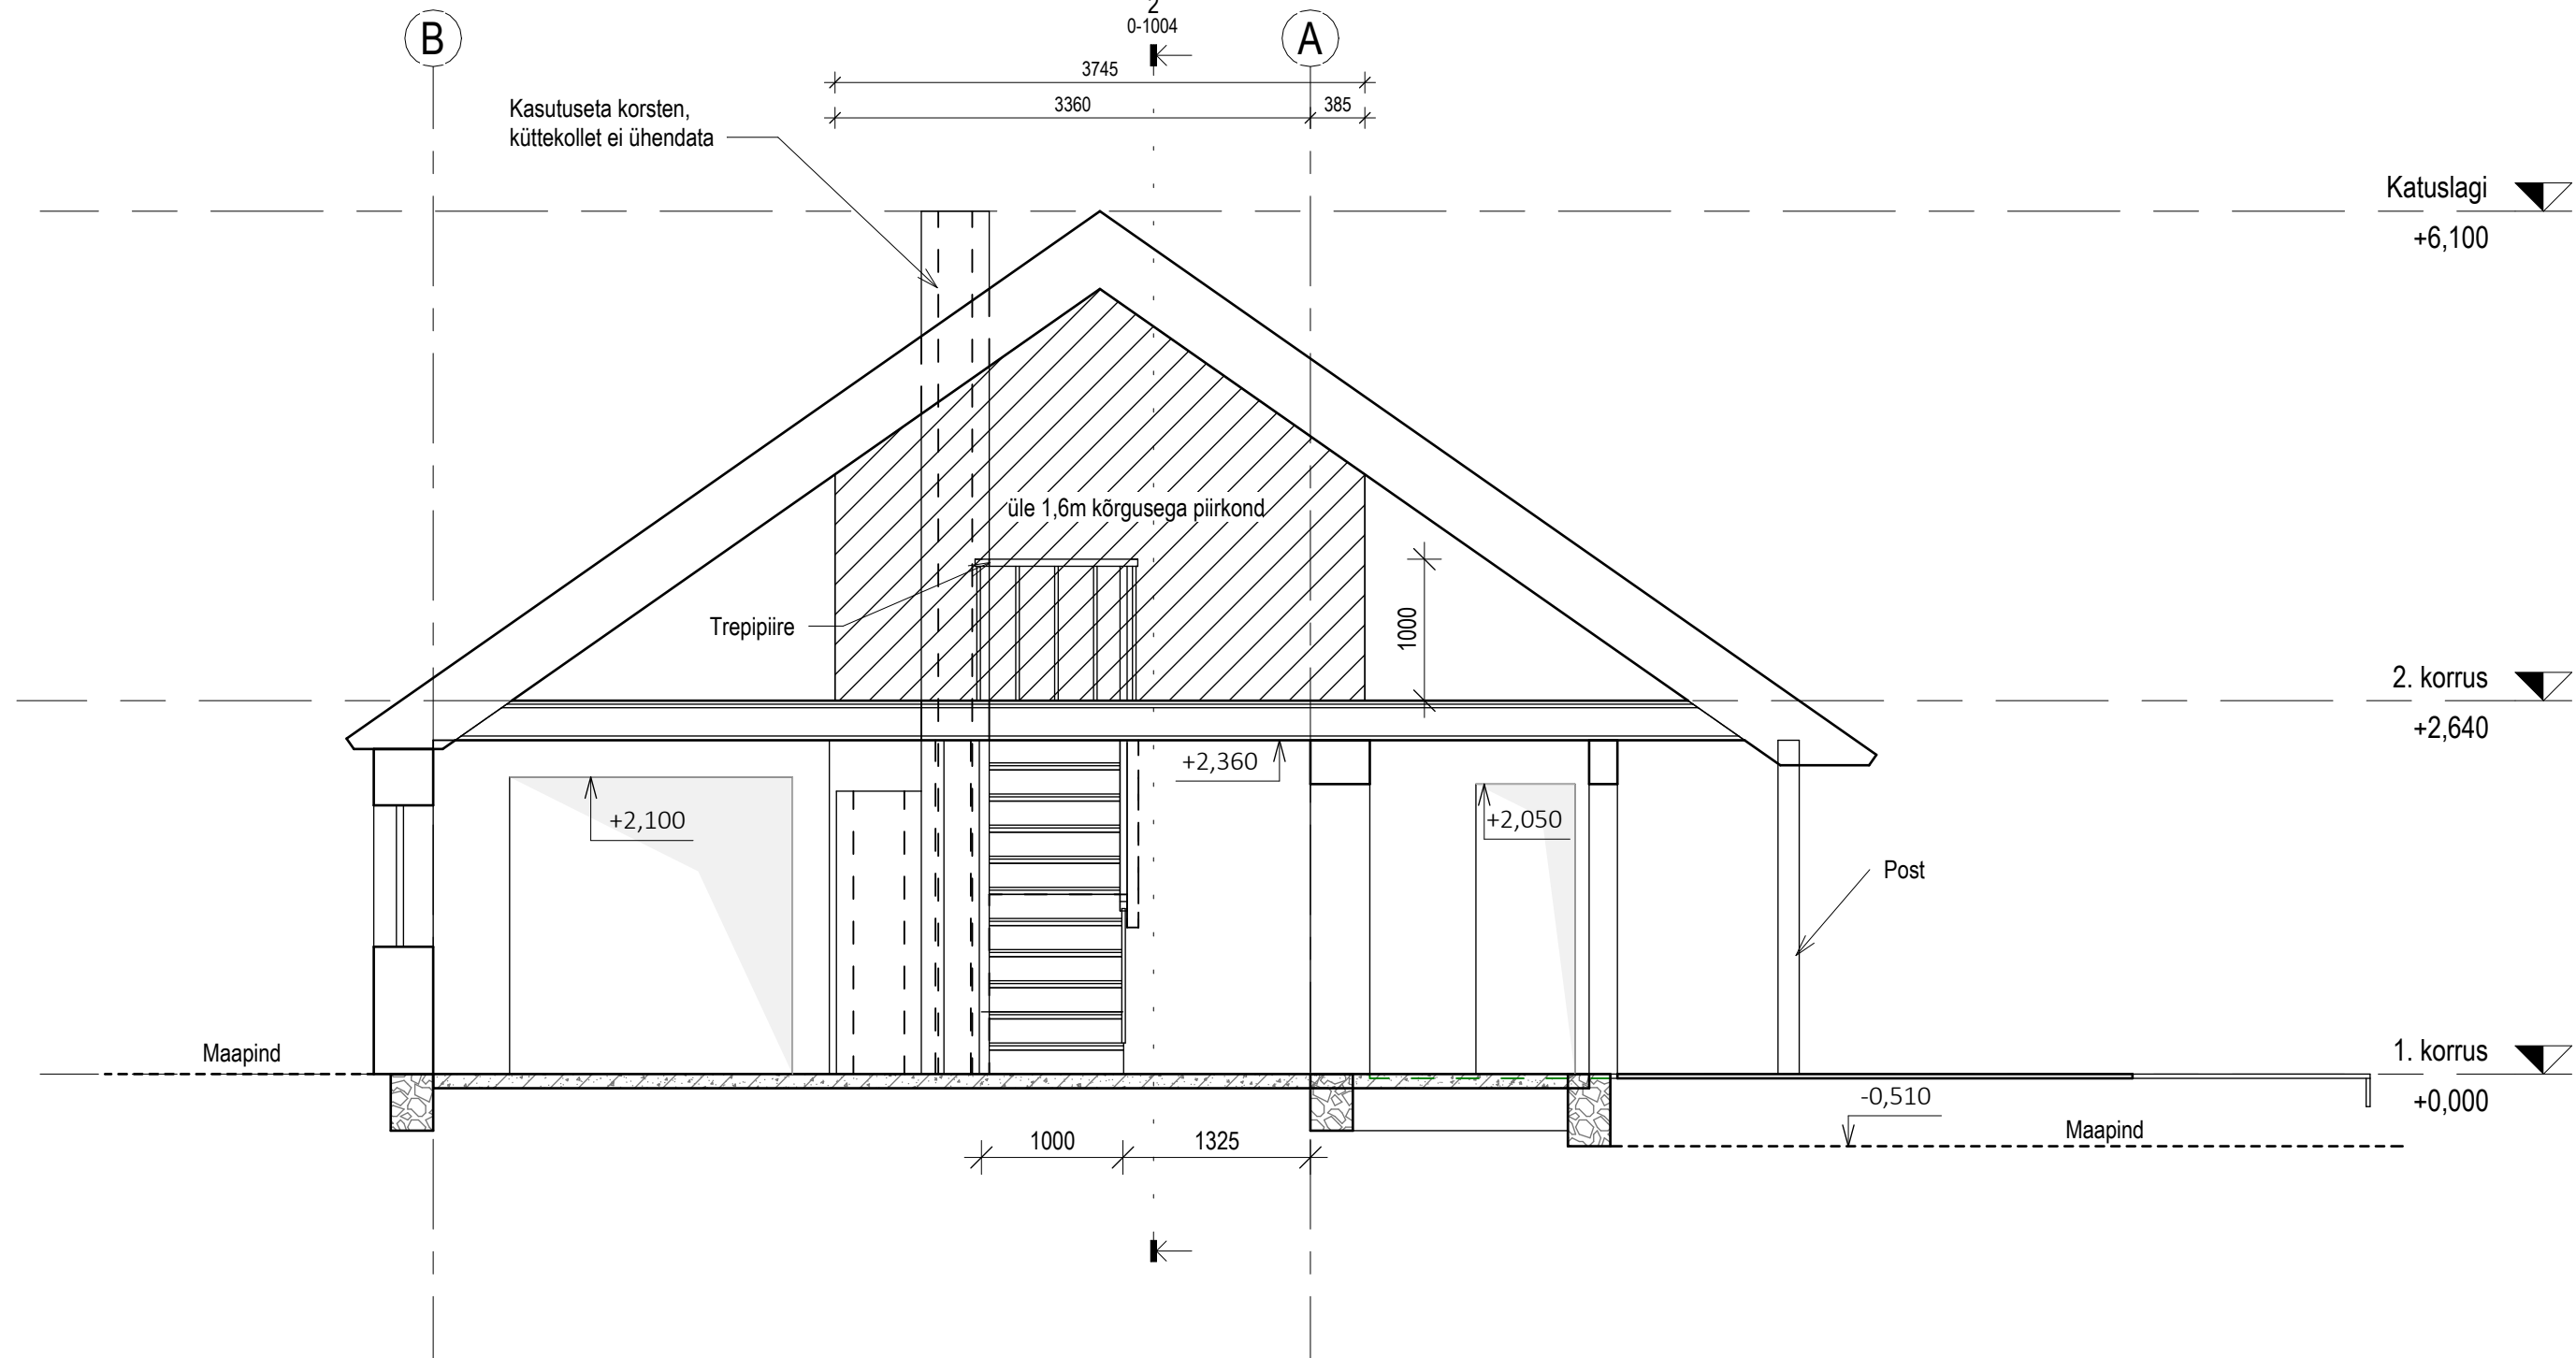 2
0-1004
B
A
3745
3360
385
Kasutuseta korsten,
küttekollet ei ühendata
Katuslagi
+6,100
üle 1,6m kõrgusega piirkond
Trepipiire
1000
2. korrus
+2,640
+2,360
+2,100
+2,050
Post
Maapind
1. korrus
+0,000
-0,510
Maapind
1000
1325